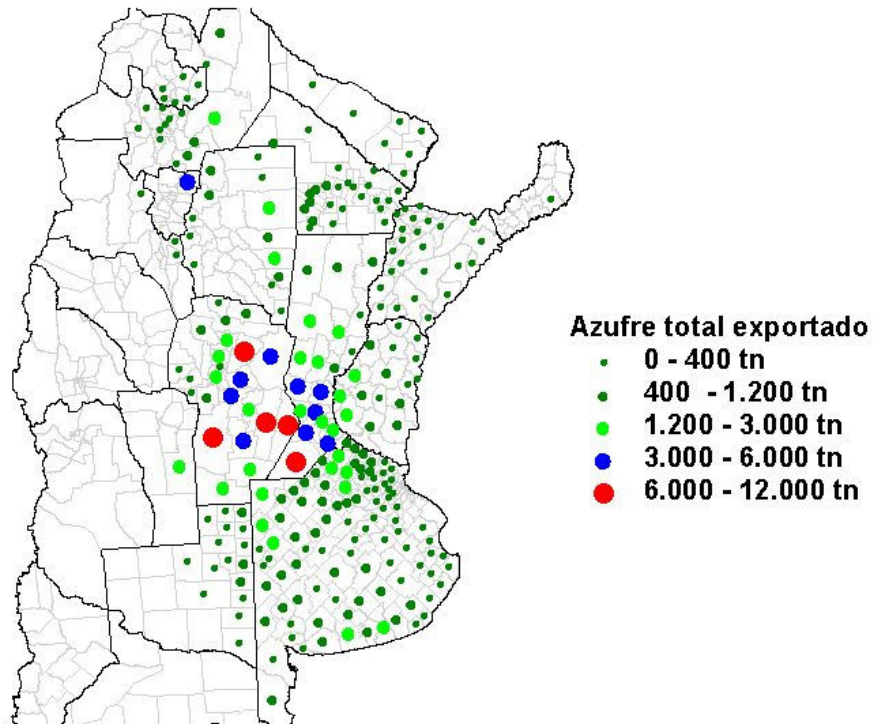 Azufre total exportado
0 - 400 tn
400 - 1.200 tn
1.200 - 3.000 tn
3.000 - 6.000 tn
6.000 - 12.000 tn